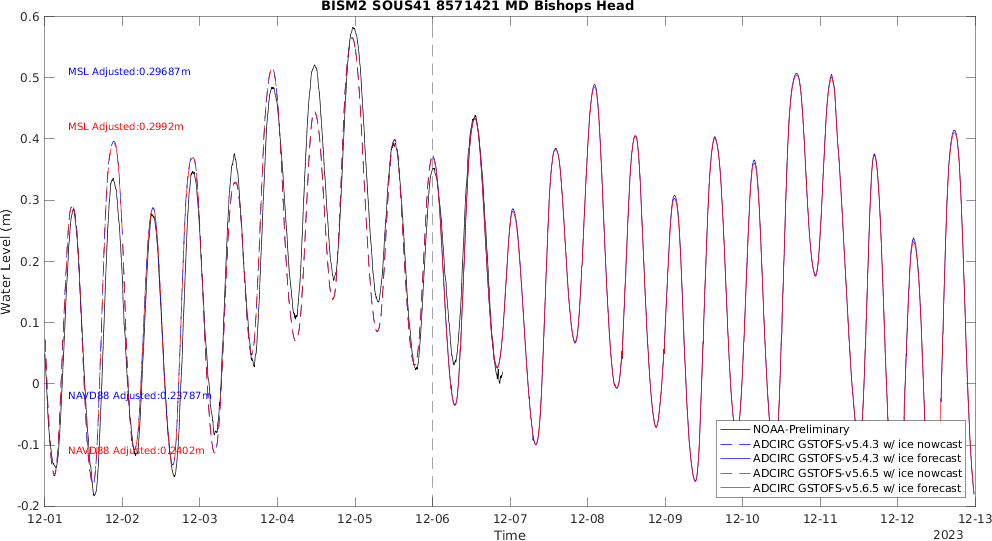 BISM2 SOUS41 8571421 MD Bishops Head
0.6
0.5
0.4
0.3
0.2
0.1
0
-0.1
-0.2
Water Level (m)
MSL Adjusted:0.29687m
MSL Adjusted:0.2992m
NAVD88 Adjusted:0.23787m
NAVD88 Adjusted:0.2402m
NOAA-Preliminary
ADCIRC GSTOFS-v5.4.3 w/ ice nowcast
ADCIRC GSTOFS-v5.4.3 w/ ice forecast
ADCIRC GSTOFS-v5.6.5 w/ ice nowcast
ADCIRC GSTOFS-v5.6.5 w/ ice forecast
12-01 12-02 12-03 12-04 12-05 12-06 12-07 12-08 12-09 12-10 12-11 12-12 12-13
Time
2023